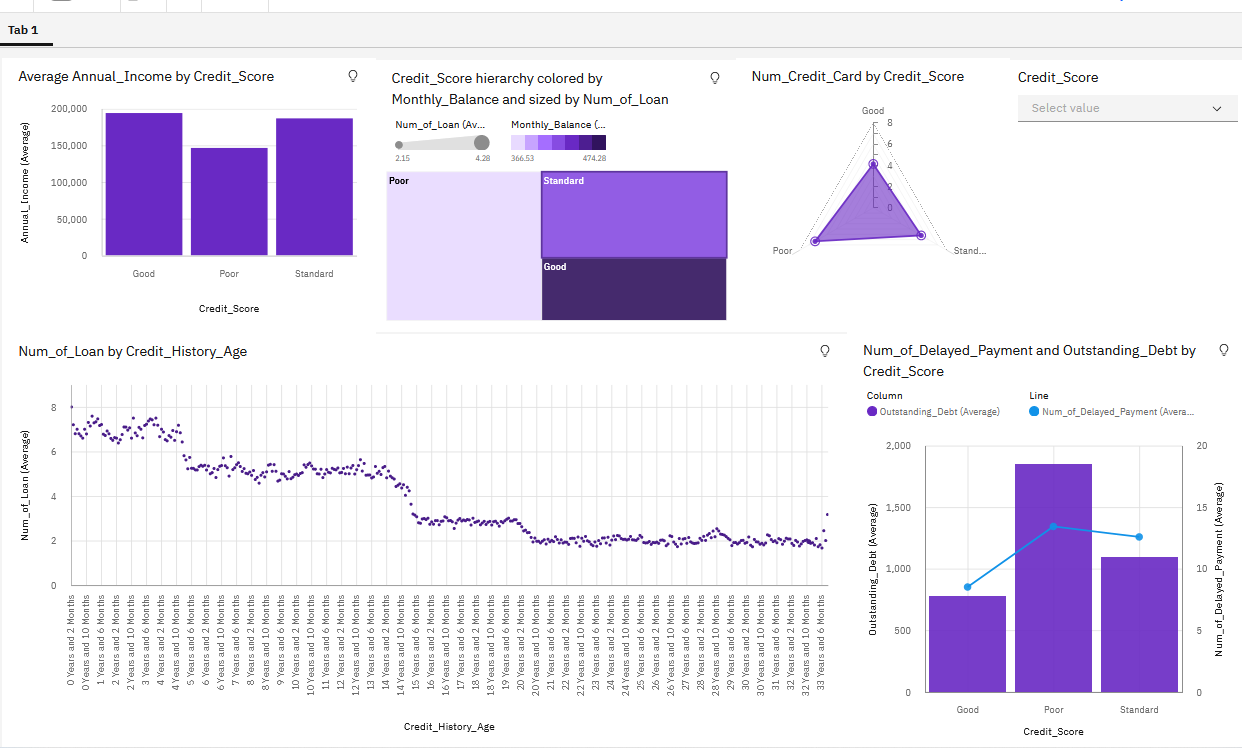 Tab 1
Average Annual_Income by Credit_Score
Annual_Income (Average)
200,000
150,000
100,000
50,000
0
Good
Poor
Standard
Credit_Score
Credit_Score hierarchy colored by
Monthly_Balance and sized by Num_of_Loan
Num_of_Loan (Av...
Monthly_Balance (...
2.15
4.28
366.53
474.28
Poor
Standard
Good
Num_Credit_Card by Credit_Score
Good
8
6
4
2
0
Poor
Stand...
Credit_Score
Select value
Num_of_Loan by Credit_History_Age
Num_of_Loan (Average)
8
6
4
2
0
0 Years and 2 Months
0 Years and 10 Months
1 Years and 6 Months
2 Years and 2 Months
2 Years and 10 Months
3 Years and 6 Months
4 Years and 2 Months
4 Years and 10 Months
5 Years and 6 Months
6 Years and 2 Months
6 Years and 10 Months
7 Years and 6 Months
8 Years and 2 Months
8 Years and 10 Months
9 Years and 6 Months
10 Years and 2 Months
10 Years and 10 Months
11 Years and 6 Months
12 Years and 2 Months
12 Years and 10 Months
13 Years and 6 Months
14 Years and 2 Months
14 Years and 10 Months
15 Years and 6 Months
16 Years and 2 Months
16 Years and 10 Months
17 Years and 6 Months
18 Years and 2 Months
18 Years and 10 Months
19 Years and 6 Months
20 Years and 2 Months
20 Years and 10 Months
21 Years and 6 Months
22 Years and 2 Months
22 Years and 10 Months
23 Years and 6 Months
24 Years and 2 Months
24 Years and 10 Months
25 Years and 6 Months
26 Years and 2 Months
26 Years and 10 Months
27 Years and 6 Months
28 Years and 2 Months
28 Years and 10 Months
29 Years and 6 Months
30 Years and 2 Months
30 Years and 10 Months
31 Years and 6 Months
32 Years and 2 Months
32 Years and 10 Months
33 Years and 6 Months
Credit_History_Age
Num_of_Delayed_Payment and Outstanding_Debt by
Credit_Score
Column
Line
Outstanding_Debt (Average)
Num_of_Delayed_Payment (Avera...
Outstanding_Debt (Average)
2,000
1,500
1,000
500
0
20
15
10
5
0
Num_of_Delayed_Payment (Average)
Good
Poor
Standard
Credit_Score